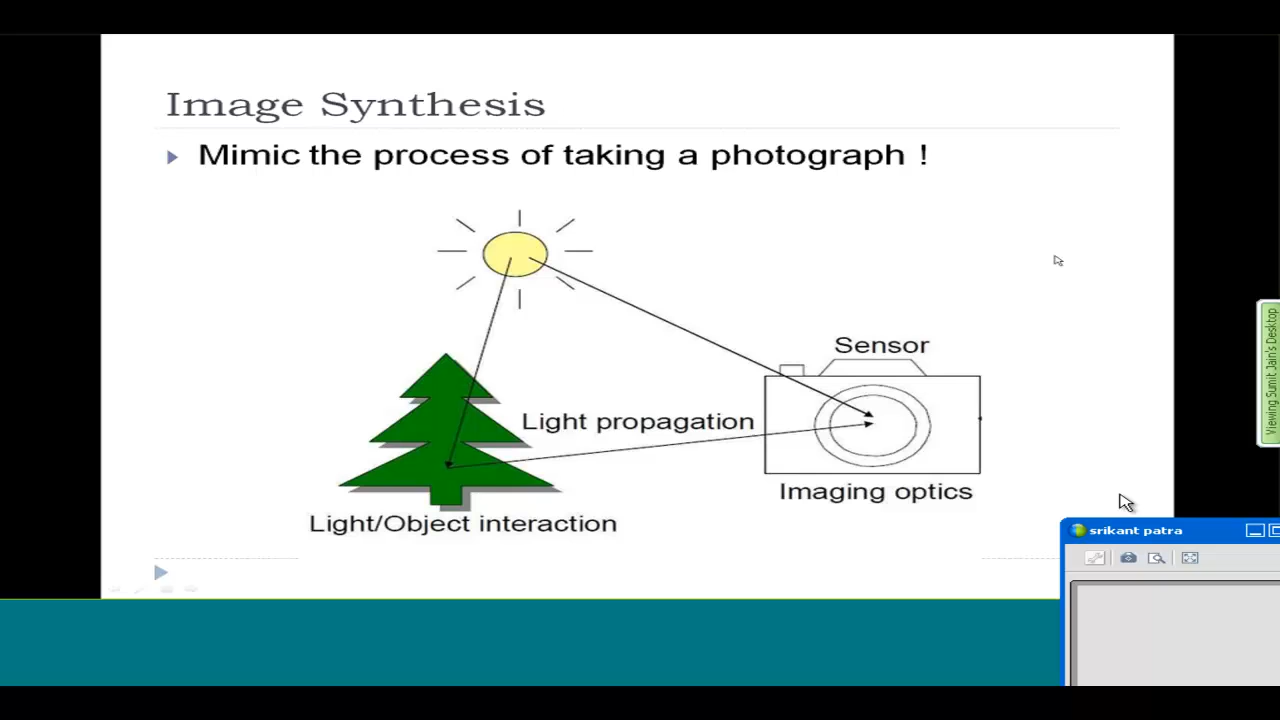 Image Synthesis
Mimic the process of taking a photograph !
Sensor
Light propagation
Imaging optics
Light/Object interaction
Viewing Sumit Jain's Desktop
srikant patra